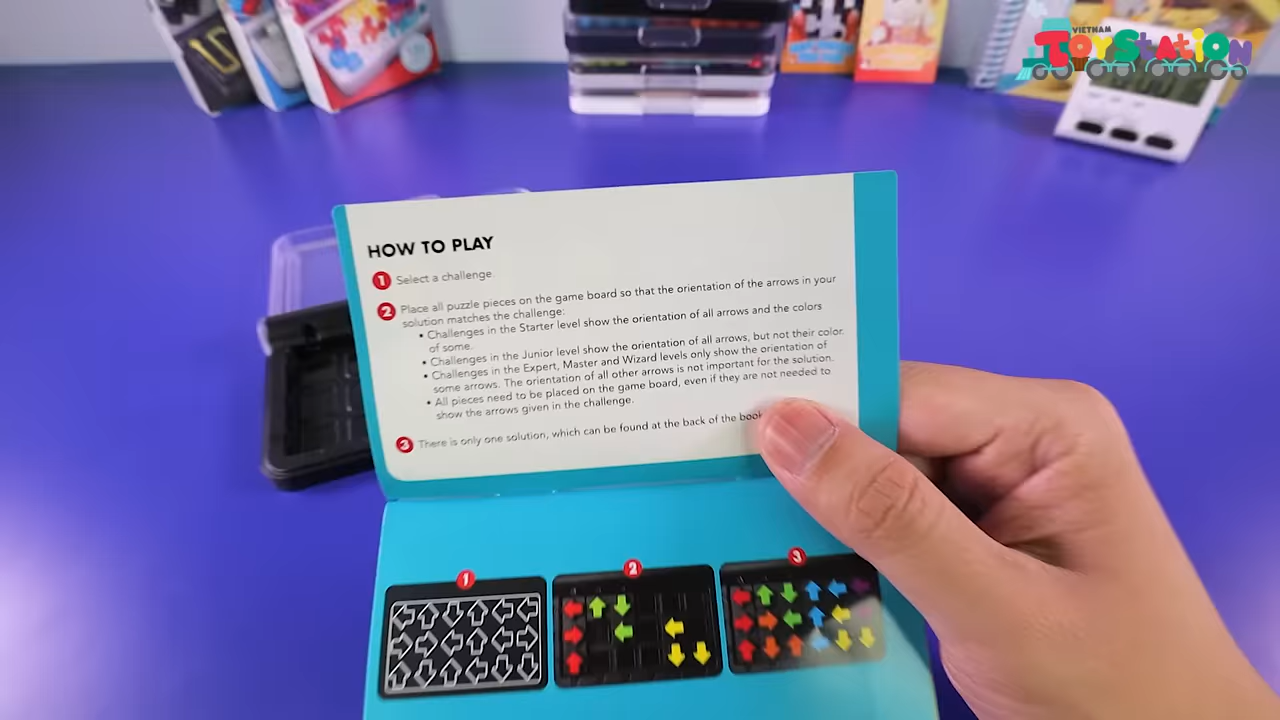 VIETNAM
TOYSTATION
HOW TO PLAY
1 Select a challenge.
2 Place all puzzle pieces on the game board so that the orientation of the arrows in your
solution matches the challenge:
• Challenges in the Starter level show the orientation of all arrows and the colors
of some.
• Challenges in the Junior level show the orientation of all arrows, but not their color.
• Challenges in the Expert, Master and Wizard levels only show the orientation of
some arrows. The orientation of all other arrows is not important for the solution.
• All pieces need to be placed on the game board, even if they are not needed to
show the arrows given in the challenge.
3 There is only one solution, which can be found at the back of the
1
2
3